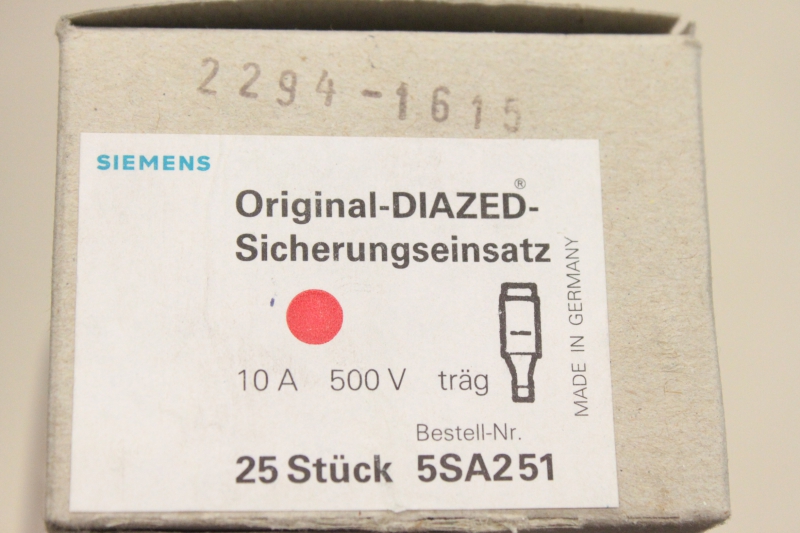 2294-1615
SIEMENS
Original-DIAZED®-
Sicherungseinsatz
MADE IN GERMANY
10 A 500 V träg
Bestell-Nr.
25 Stück 5SA251